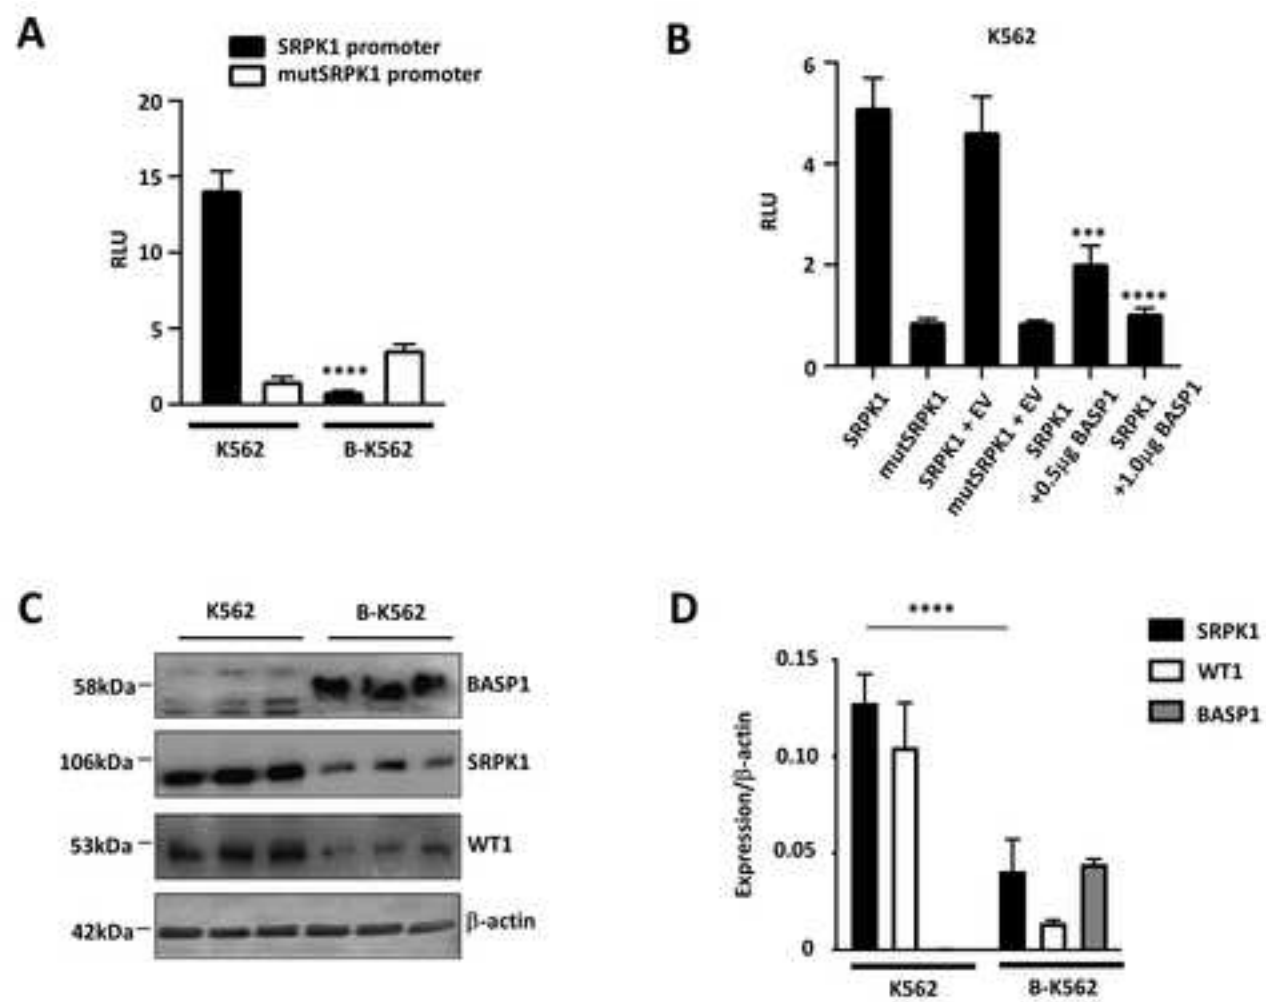 A
SRPK1 promoter
mutSRPK1 promoter
20
15
10
5
0
RLU
****
K562
B-K562
B
K562
6
4
2
0
RLU
***
****
SRPK1
mutSRPK1
SRPK1 + EV
mutSRPK1 + EV
SRPK1
+0.5μg BASP1
SRPK1
+1.0μg BASP1
C
K562
B-K562
58kDa
BASP1
106kDa
SRPK1
53kDa
WT1
42kDa
β-actin
D
****
SRPK1
WT1
BASP1
0.15
0.10
0.05
0
Expression/β-actin
K562
B-K562